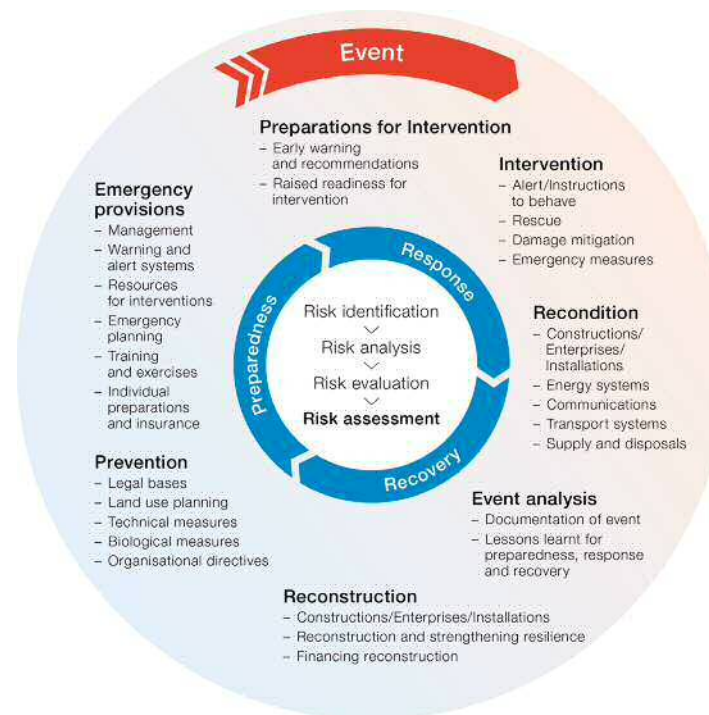 Event
Preparations for Intervention
– Early warning
and recommendations
– Raised readiness for
intervention
Intervention
– Alert/Instructions
to behave
– Rescue
– Damage mitigation
– Emergency measures
Recondition
– Constructions/
Enterprises/
Installations
– Energy systems
– Communications
– Transport systems
– Supply and disposals
Event analysis
– Documentation of event
– Lessons learnt for
preparedness, response
and recovery
Reconstruction
– Constructions/Enterprises/Installations
– Reconstruction and strengthening resilience
– Financing reconstruction
Prevention
– Legal bases
– Land use planning
– Technical measures
– Biological measures
– Organisational directives
Emergency
provisions
– Management
– Warning and
alert systems
– Resources
for interventions
– Emergency
planning
– Training
and exercises
– Individual
preparations
and insurance
Response
Recovery
Preparedness
Risk identification
Risk analysis
Risk evaluation
Risk assessment